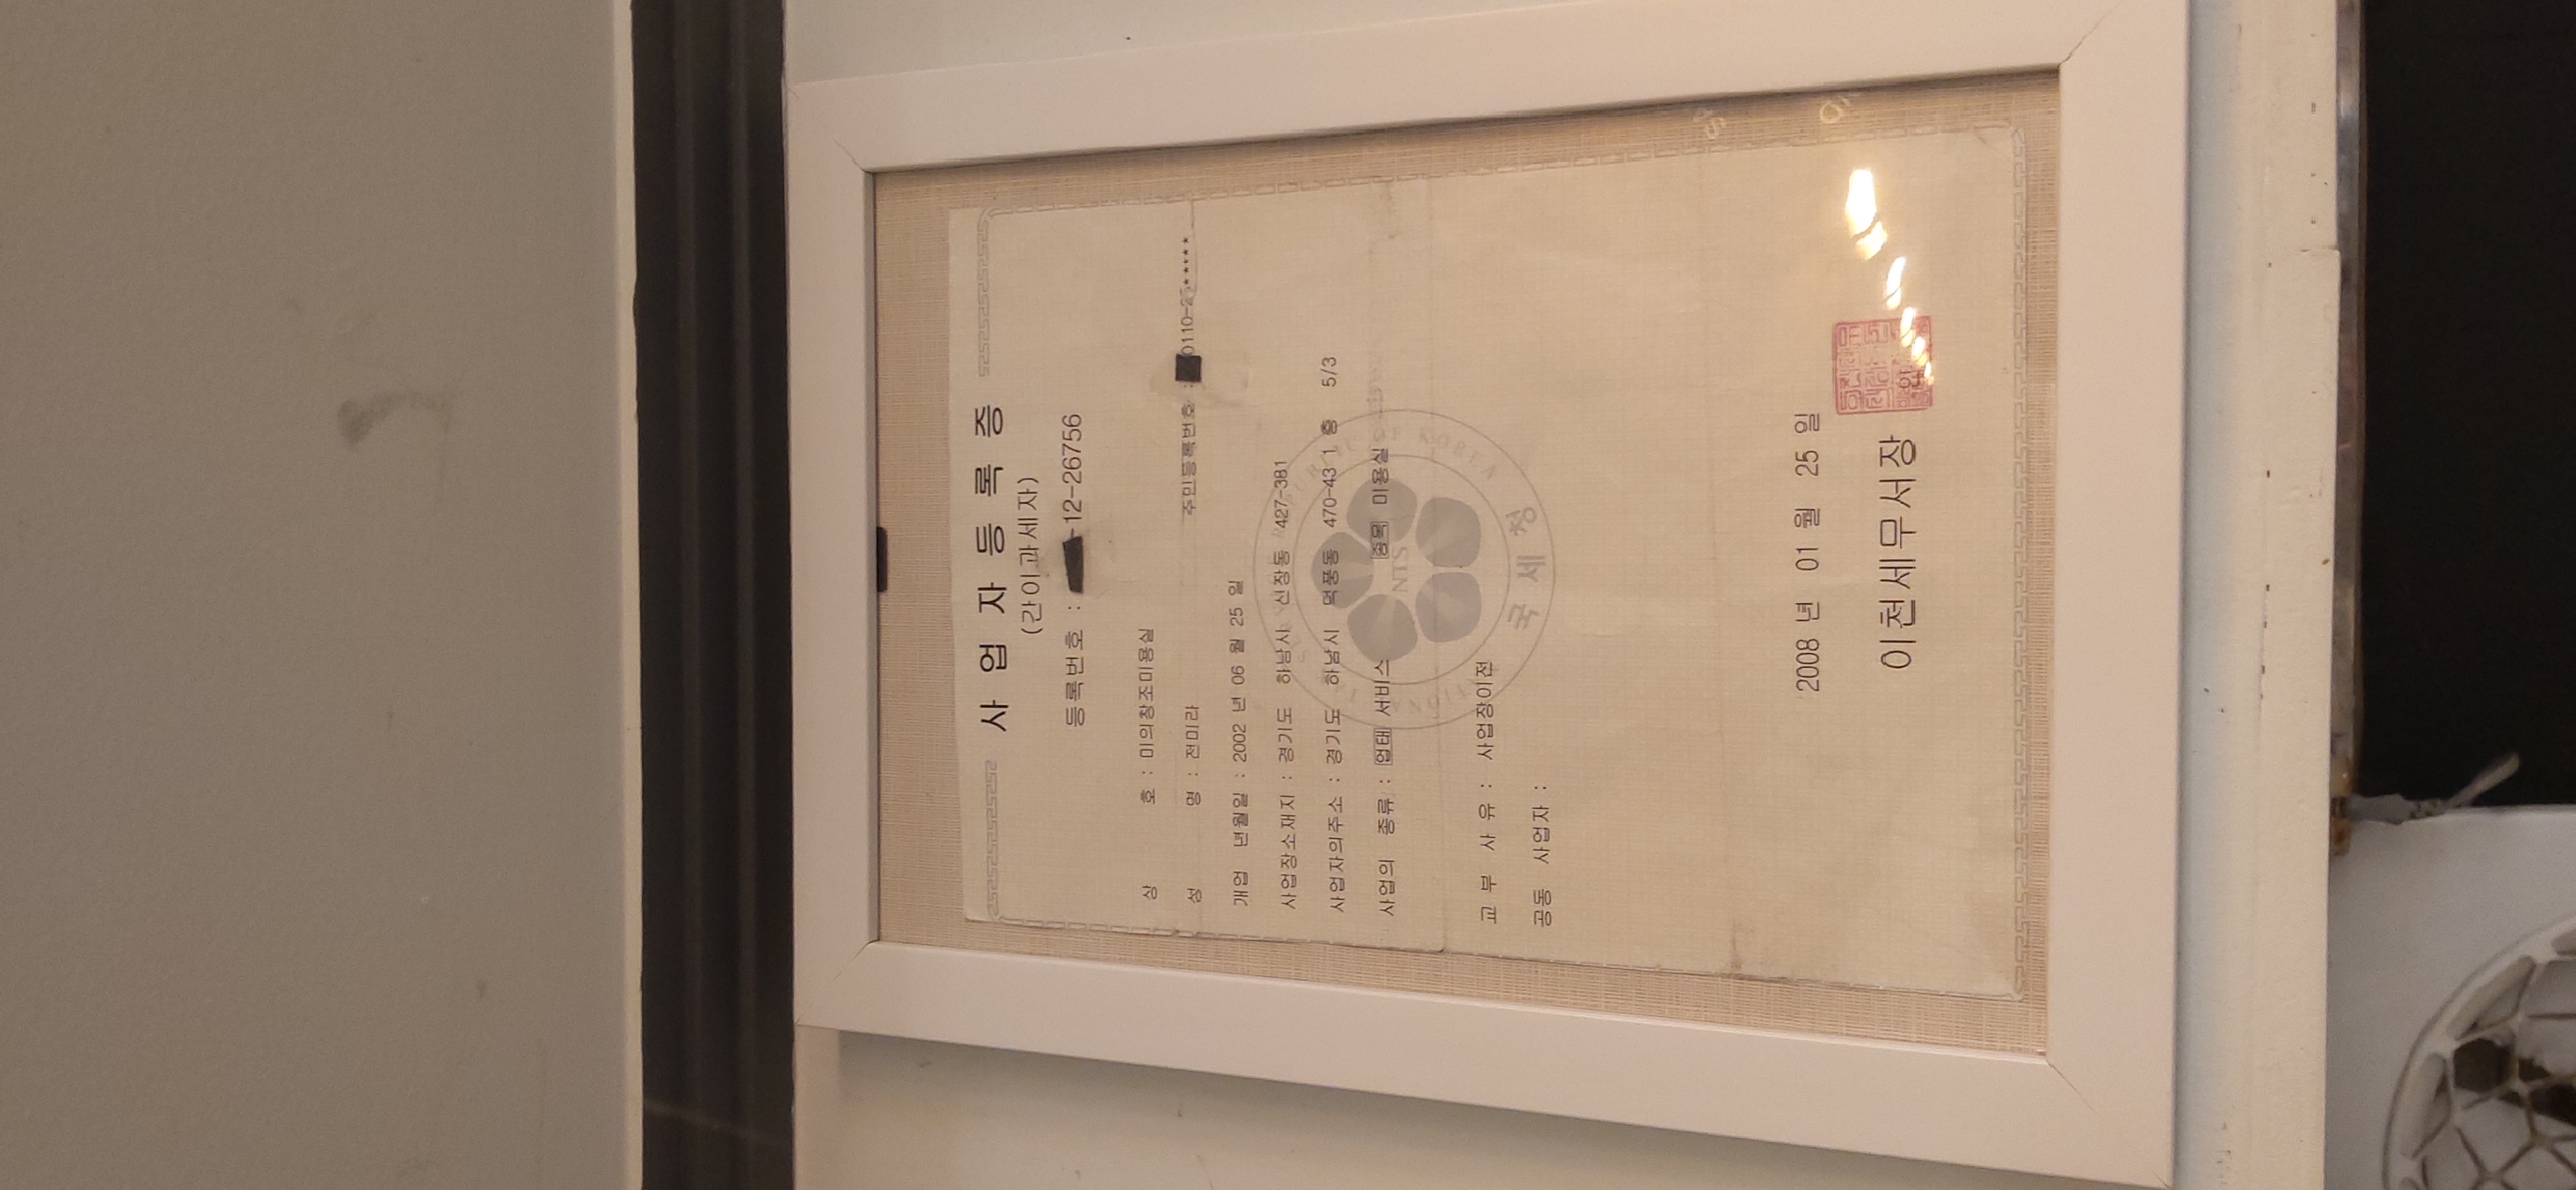 사 업 자 등 록 증
(간이과세자)
등록번호 : -12-26756
상 호 : 미의창조미용실
성 명 : 전미라 주민등록번호 : 0110-2******
개업 년월일 : 2002 년 06 월 25 일
사업장소재지 : 경기도 하남시 신장동 427-381
사업자의주소 : 경기도 하남시 덕풍동 470-43 1 층 5/3
사업의 종류 : 업태 서비스 종목 미용실
교 부 사 유 : 사업장이전
공동 사업자 :
NTS
국세청
2008 년 01 월 25 일
이천세무서장